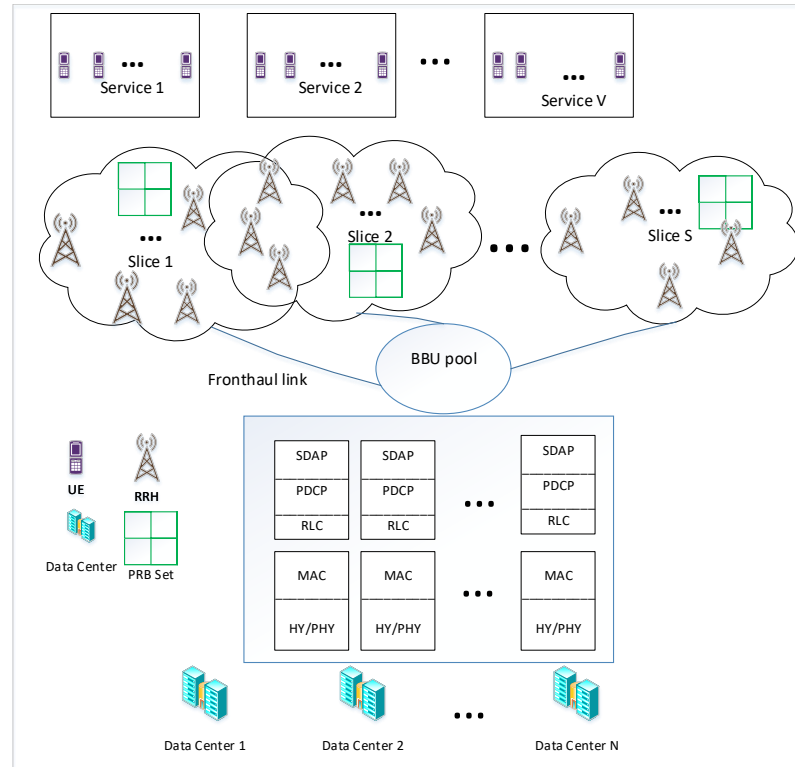 Service 1
Service 2
Service V
Slice 1
Slice 2
Slice S
BBU pool
Fronthaul link
SDAP
SDAP
SDAP
PDCP
PDCP
PDCP
RLC
RLC
RLC
MAC
MAC
MAC
HY/PHY
HY/PHY
HY/PHY
UE
RRH
Data Center
PRB Set
Data Center 1
Data Center 2
Data Center N